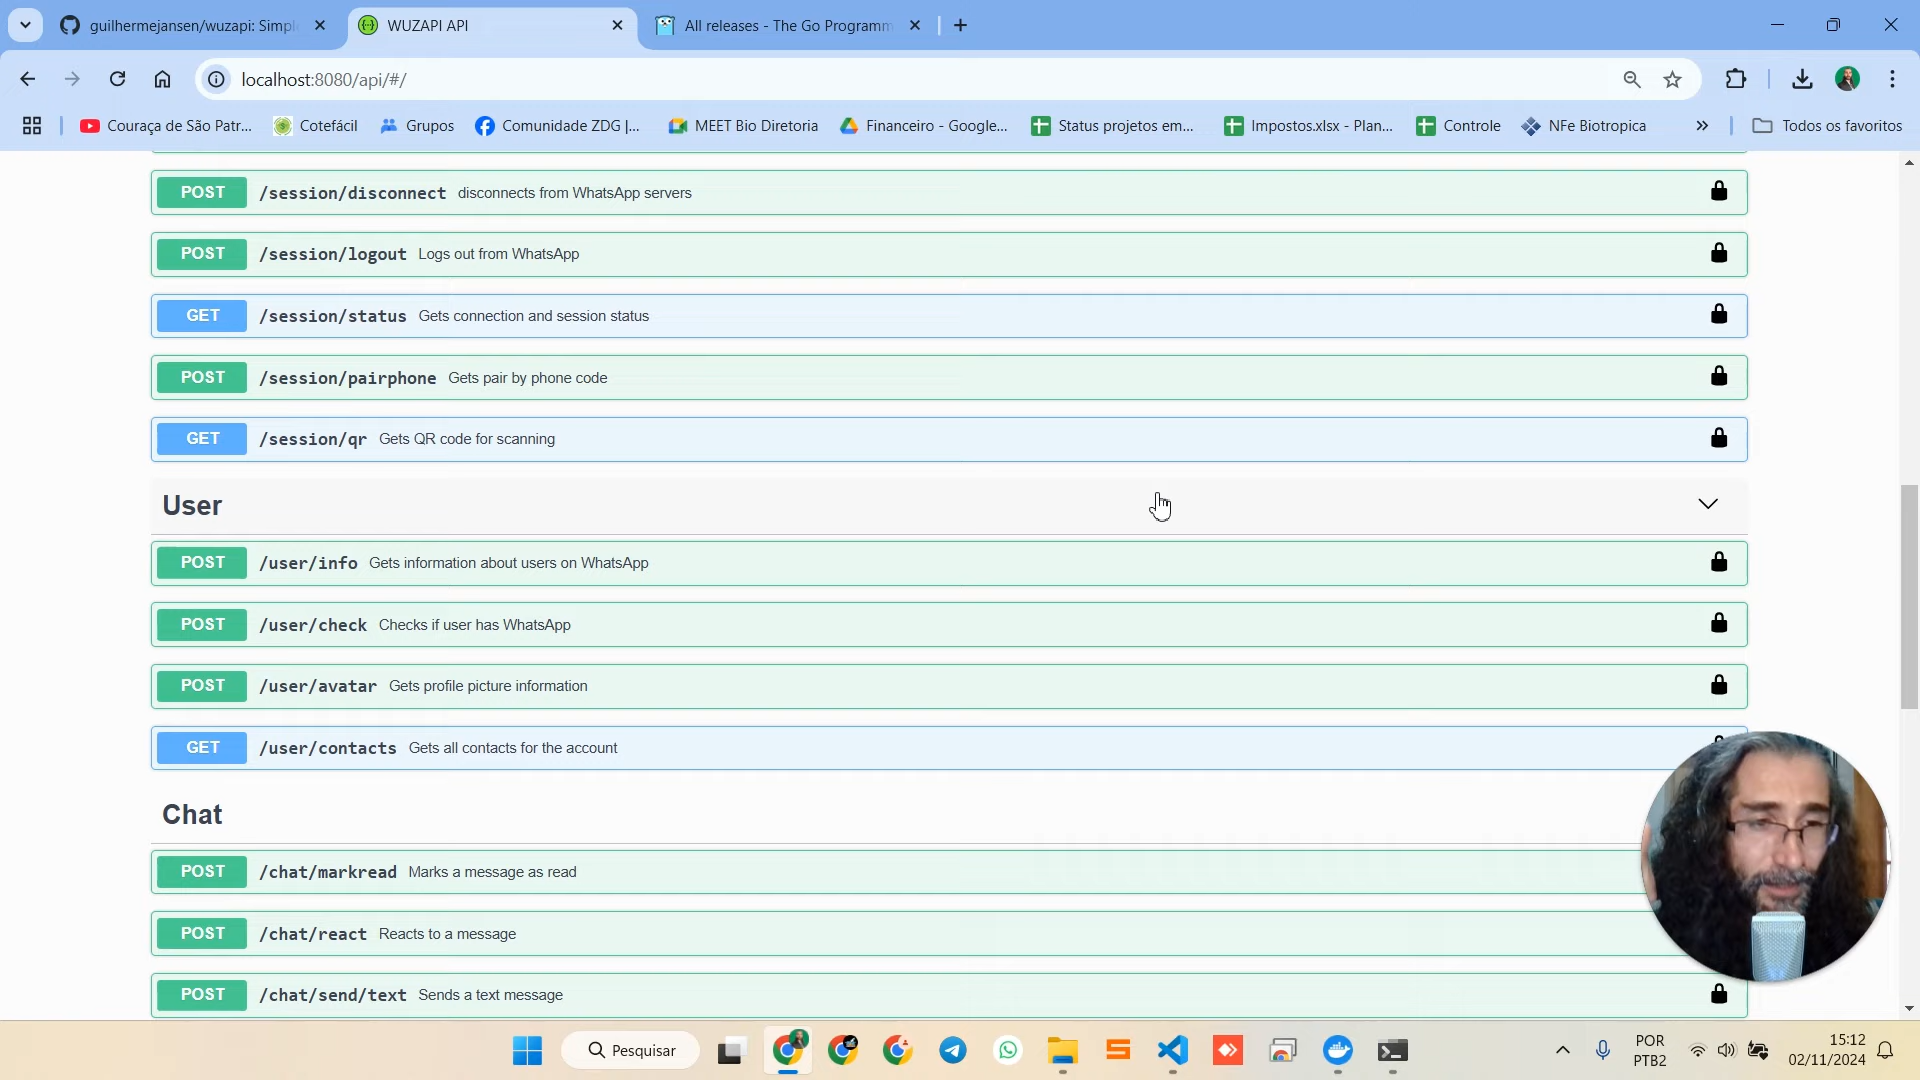 guilhermejansen/wuzapi: Simpl
WUZAPI API
All releases - The Go Programm
localhost:8080/api/#/
Couraça de São Patr...
Cotefácil
Grupos
Comunidade ZDG |...
MEET Bio Diretoria
Financeiro - Google...
Status projetos em...
Impostos.xlsx - Plan...
Controle
NFe Biotropica
Todos os favoritos
POST /session/disconnect disconnects from WhatsApp servers
POST /session/logout Logs out from WhatsApp
GET /session/status Gets connection and session status
POST /session/pairphone Gets pair by phone code
GET /session/qr Gets QR code for scanning
User
POST /user/info Gets information about users on WhatsApp
POST /user/check Checks if user has WhatsApp
POST /user/avatar Gets profile picture information
GET /user/contacts Gets all contacts for the account
Chat
POST /chat/markread Marks a message as read
POST /chat/react Reacts to a message
POST /chat/send/text Sends a text message
Pesquisar
POR
PTB2
15:12
02/11/2024